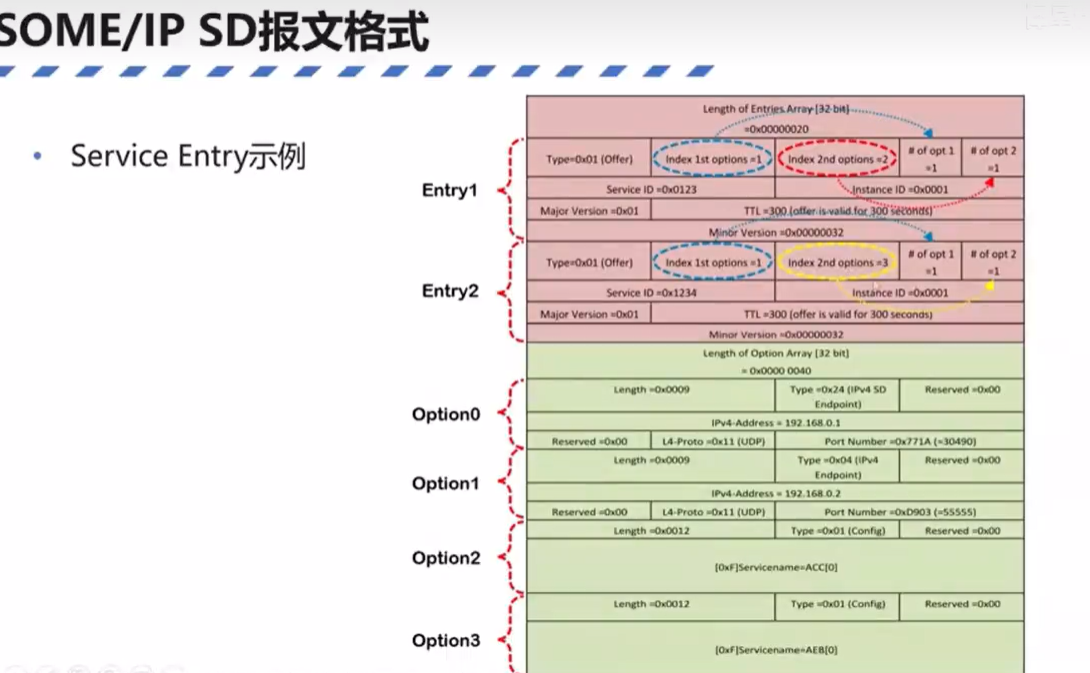 SOME/IP SD报文格式
• Service Entry示例
Length of Entries Array [32 bit]
=0x00000020
Entry1
Type=0x01 (Offer) Index 1st options =1 Index 2nd options =2 # of opt 1 =1 # of opt 2 =1
Service ID =0x0123 Instance ID =0x0001
Major Version =0x01 TTL =300 (offer is valid for 300 seconds)
Minor Version =0x00000032
Entry2
Type=0x01 (Offer) Index 1st options =1 Index 2nd options =3 # of opt 1 =1 # of opt 2 =1
Service ID =0x1234 Instance ID =0x0001
Major Version =0x01 TTL =300 (offer is valid for 300 seconds)
Minor Version =0x00000032
Length of Option Array [32 bit]
= 0x0000 0040
Option0
Length =0x0009 Type =0x24 (IPv4 SD Endpoint) Reserved =0x00
IPv4-Address = 192.168.0.1
Reserved =0x00 L4-Proto =0x11 (UDP) Port Number =0x771A (=30490)
Option1
Length =0x0009 Type =0x04 (IPv4 Endpoint) Reserved =0x00
IPv4-Address = 192.168.0.2
Reserved =0x00 L4-Proto =0x11 (UDP) Port Number =0xD903 (=55555)
Option2
Length =0x0012 Type =0x01 (Config) Reserved =0x00
[0xF]Servicename=ACC[0]
Option3
Length =0x0012 Type =0x01 (Config) Reserved =0x00
[0xF]Servicename=AEB[0]